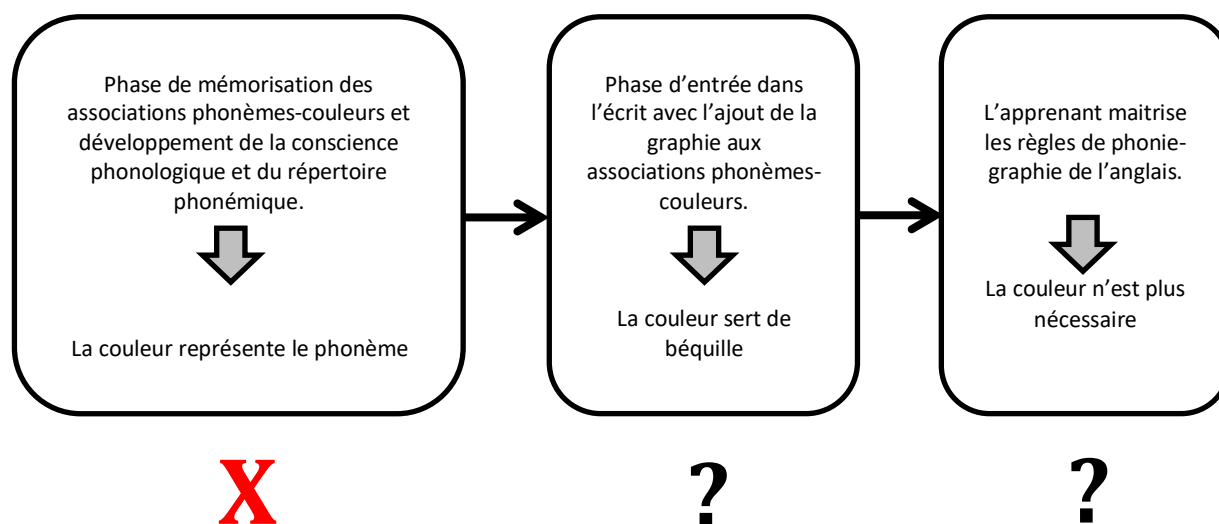 Phase de mémorisation des
associations phonèmes-couleurs et
développement de la conscience
phonologique et du répertoire
phonémique.
La couleur représente le phonème
Phase d'entrée dans
l'écrit avec l'ajout de la
graphie aux
associations phonèmes-
couleurs.
La couleur sert de
béquille
L'apprenant maitrise
les règles de phonie-
graphie de l'anglais.
La couleur n'est plus
nécessaire
X
?
?